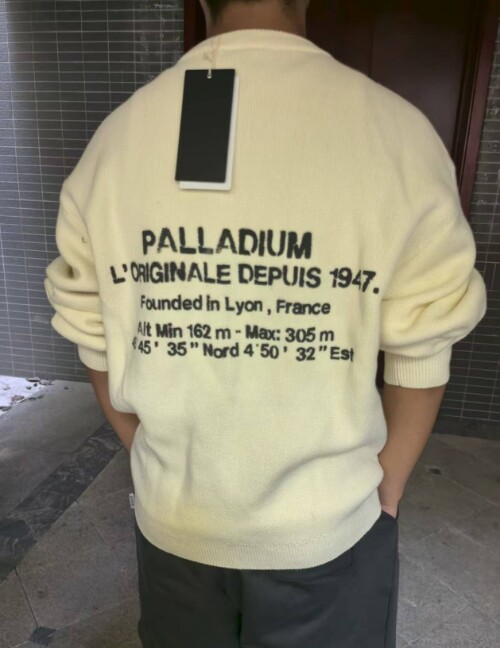 PALLADIUM
L'ORIGINALE DEPUIS 1947.
Founded in Lyon, France
Alt Min 162 m - Max: 305 m
45' 35" Nord 4°50' 32" Est